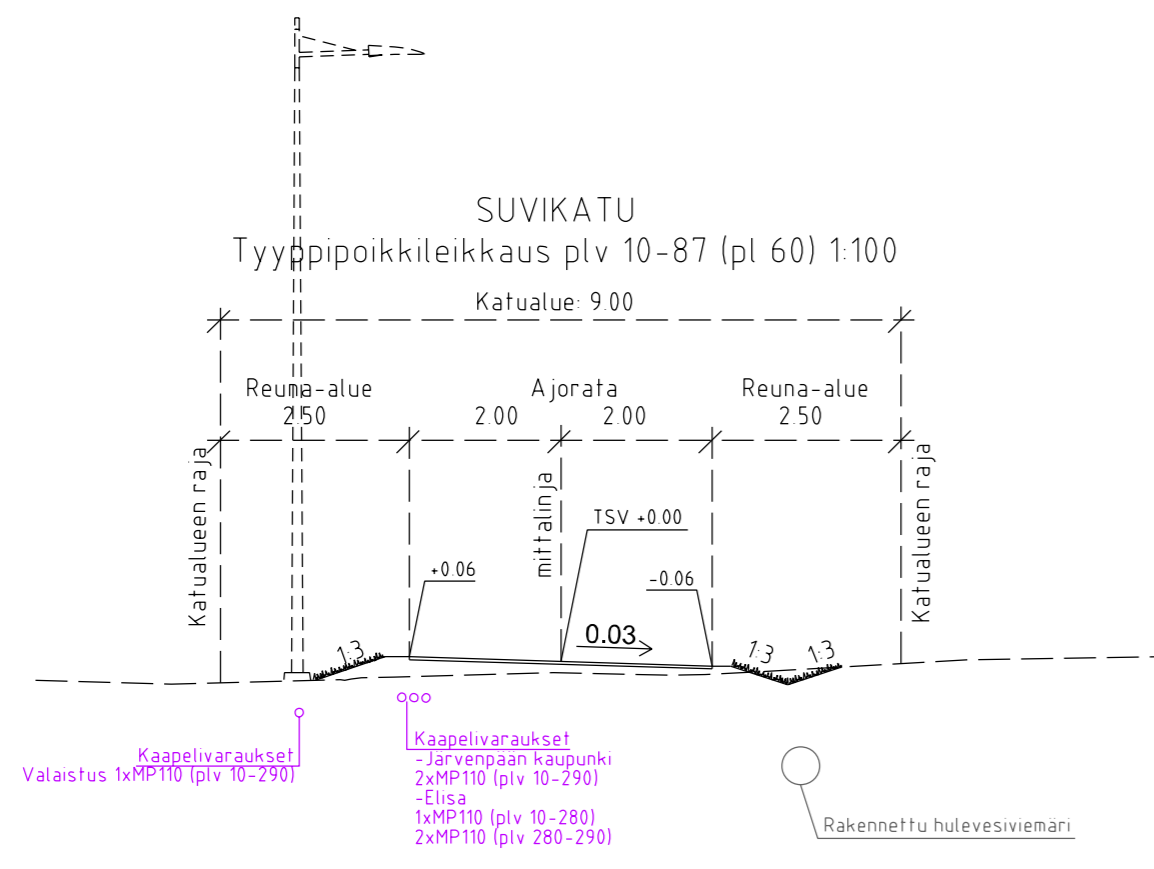 SUVIKATU
Tyyppipoikkileikkaus plv 10-87 (pl 60) 1:100
Katualue: 9.00
Reuna-alue
2.50
Ajorata
2.00
2.00
Reuna-alue
2.50
Katualueen raja
mittalinja
Katualueen raja
TSV +0.00
+0.06
-0.06
0.03
1:3
1:3
1:3
Kaapelivaraukset
Valaistus 1xMP110 (plv 10-290)
Kaapelivaraukset
-Järvenpään kaupunki
2xMP110 (plv 10-290)
-Elisa
1xMP110 (plv 10-280)
2xMP110 (plv 280-290)
Rakennettu hulevesiviemäri